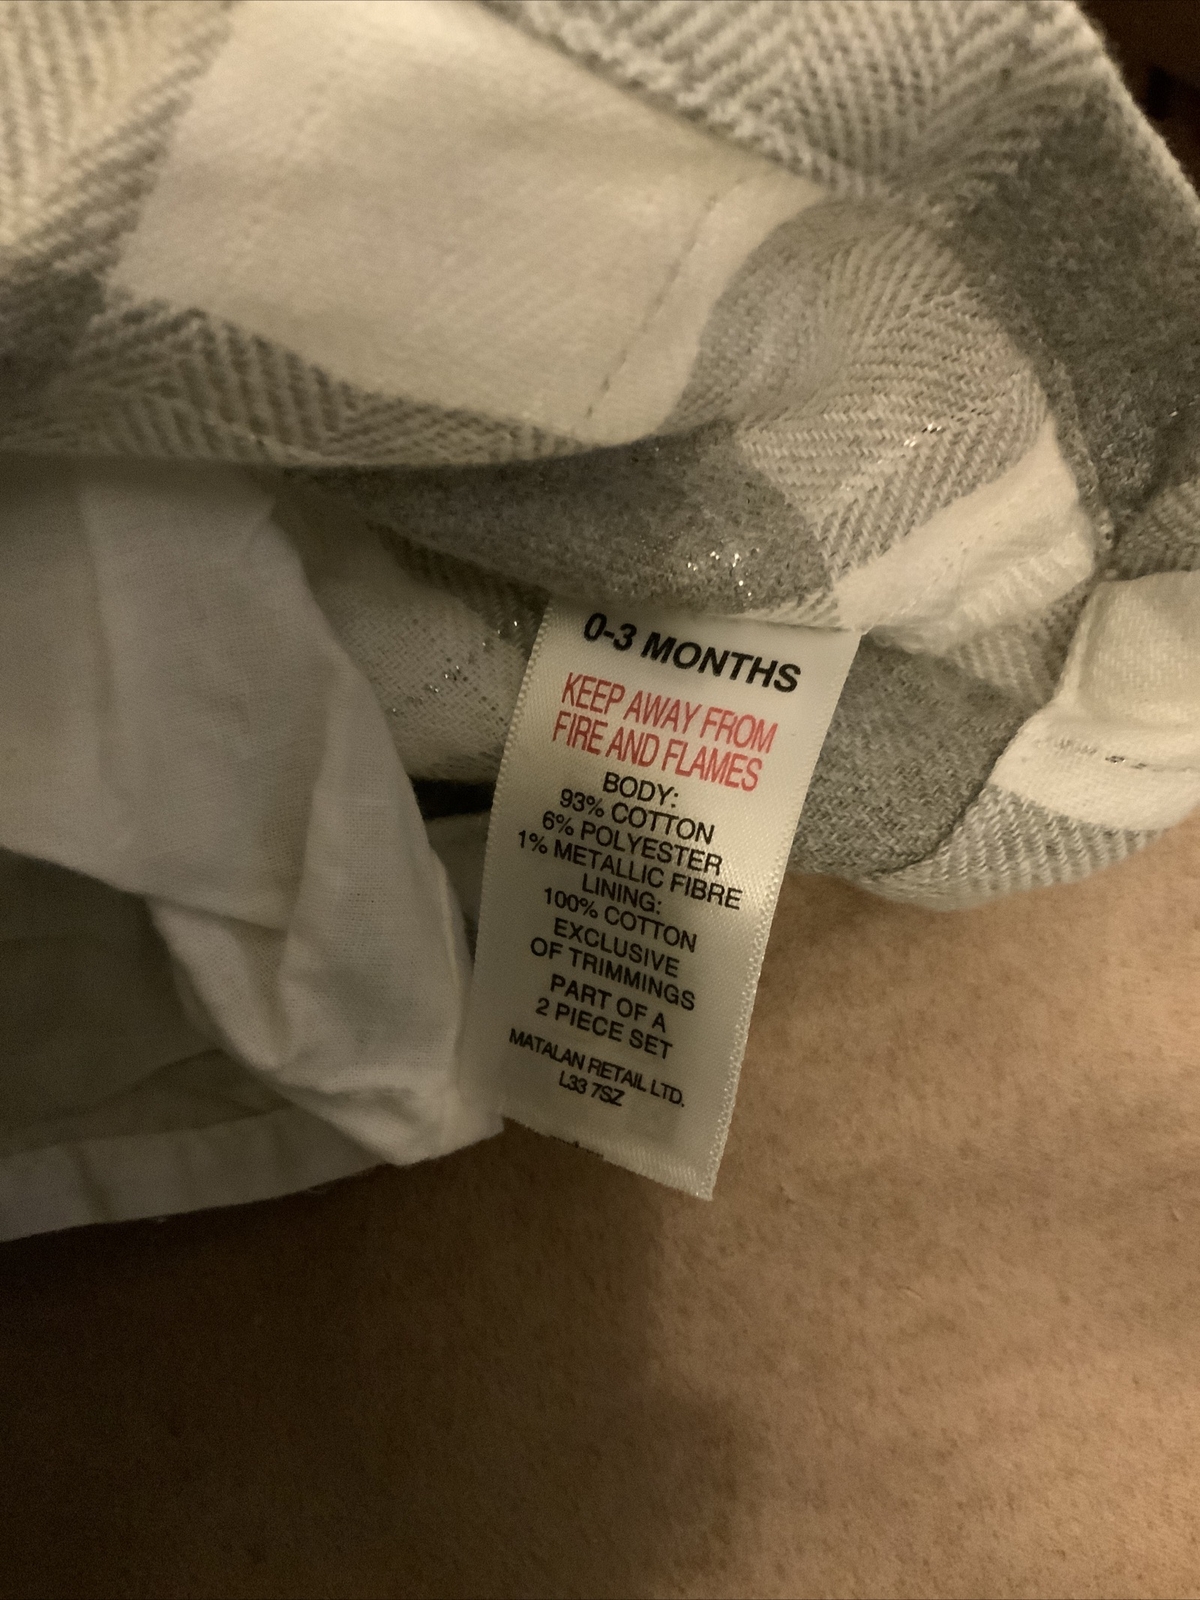 0-3 MONTHS
KEEP AWAY FROM
FIRE AND FLAMES
BODY:
93% COTTON
6% POLYESTER
1% METALLIC FIBRE
LINING:
100% COTTON
EXCLUSIVE
OF TRIMMINGS
PART OF A
2 PIECE SET
MATALAN RETAIL LTD.
L33 7SZ